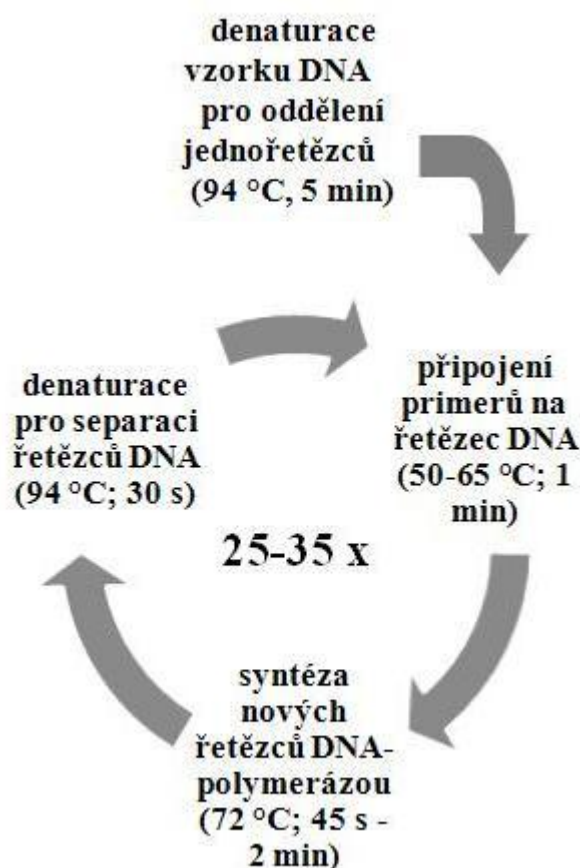 denaturace
vzorku DNA
pro oddělení
jednořetězců
(94 °C, 5 min)
připojení
primerů na
řetězec DNA
(50-65 °C; 1
min)
denaturace
pro separaci
řetězců DNA
(94 °C; 30 s)
25-35 x
syntéza
nových
řetězců DNA-
polymerázou
(72 °C; 45 s -
2 min)